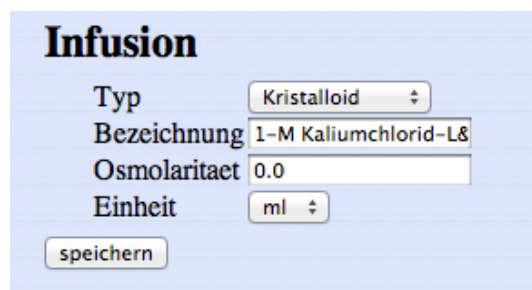 Infusion
Typ Kristalloid
Bezeichnung 1-M Kaliumchlorid-L&
Osmolaritaet 0.0
Einheit ml
speichern